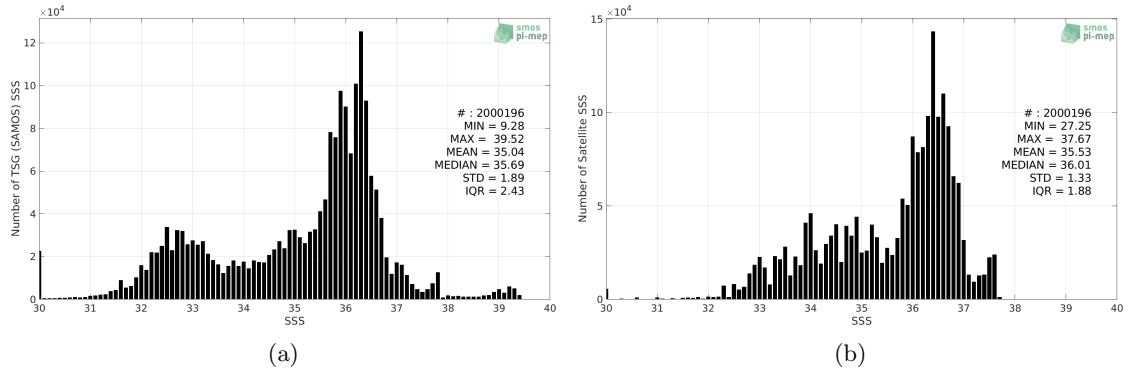 ×10⁴
12
10
8
6
4
2
0
Number of TSG (SAMOS) SSS
30 31 32 33 34 35 36 37 38 39 40
SSS
smos
pi-mep
# : 2000196
MIN = 9.28
MAX = 39.52
MEAN = 35.04
MEDIAN = 35.69
STD = 1.89
IQR = 2.43
(a)
×10⁴
15
10
5
0
Number of Satellite SSS
30 31 32 33 34 35 36 37 38 39 40
SSS
smos
pi-mep
# : 2000196
MIN = 27.25
MAX = 37.67
MEAN = 35.53
MEDIAN = 36.01
STD = 1.33
IQR = 1.88
(b)